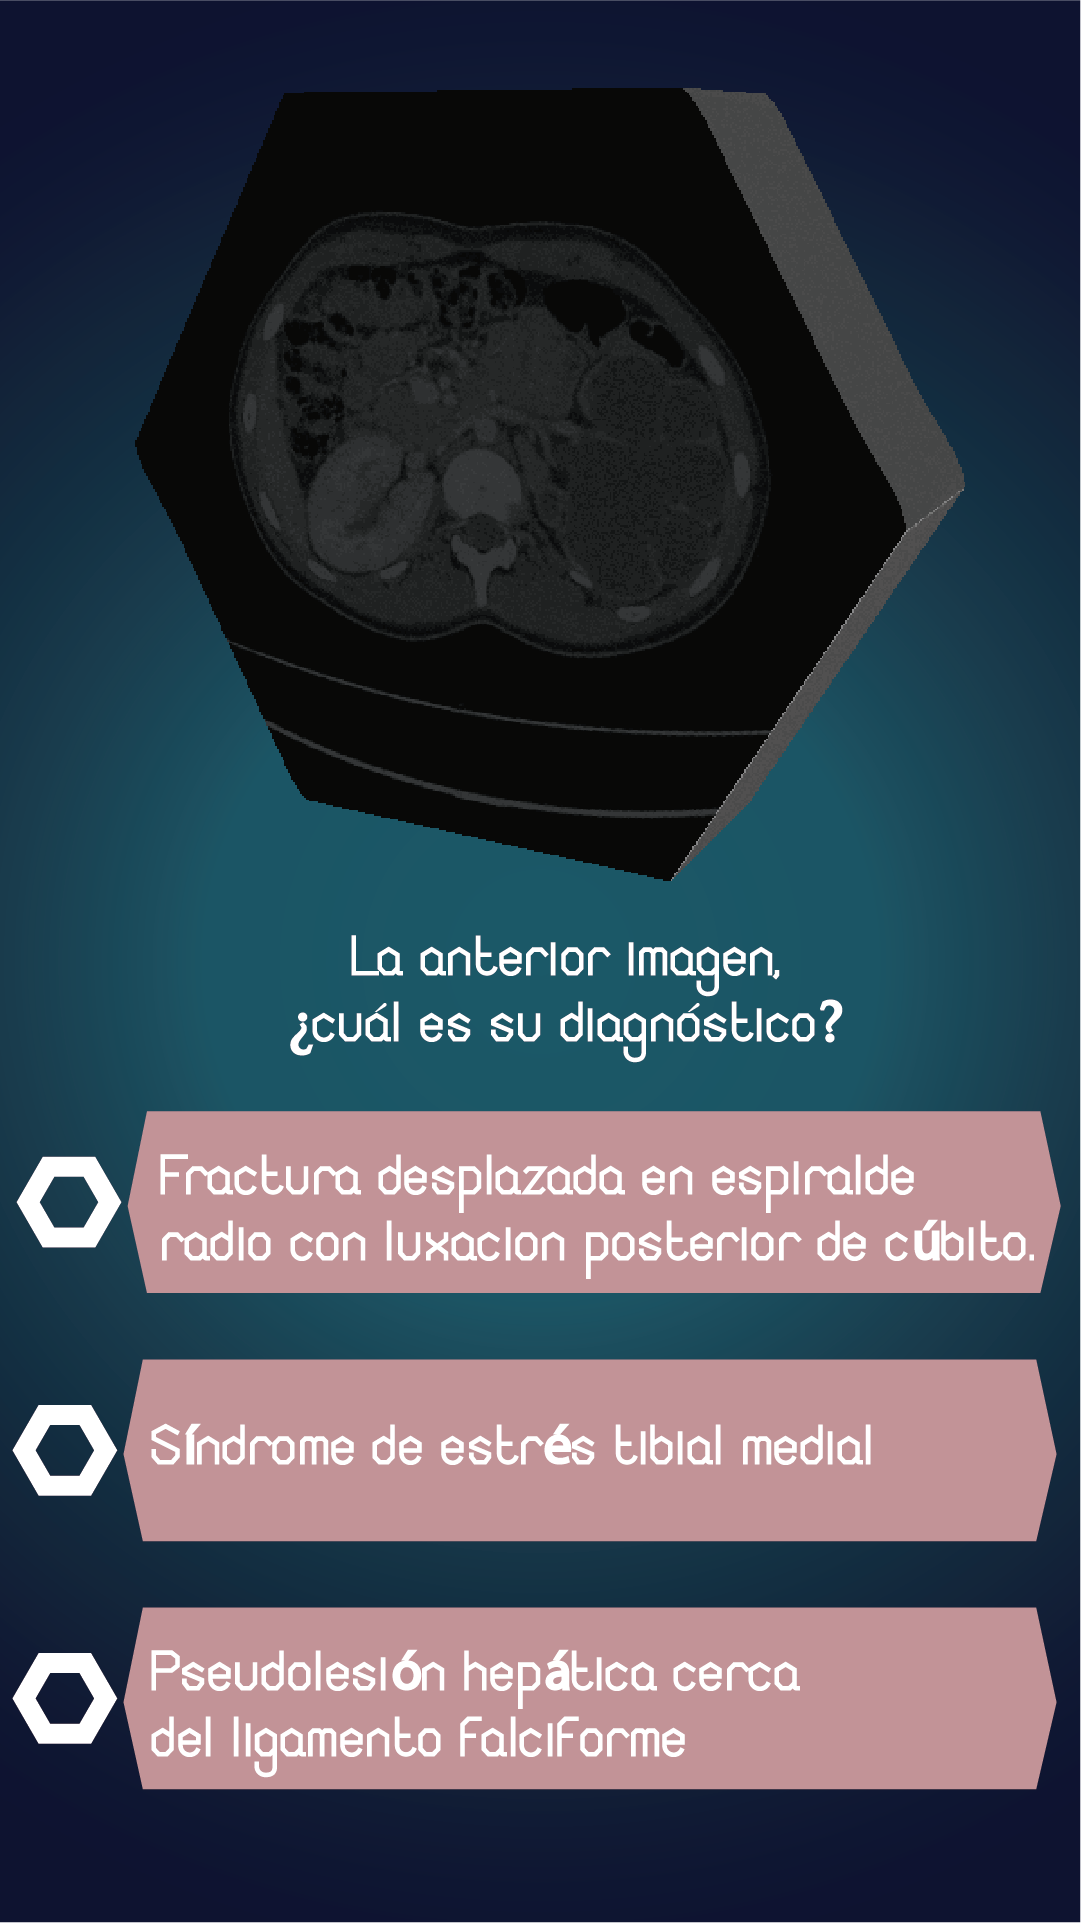 La anterior imagen,
¿cuál es su diagnóstico?
Fractura desplazada en espiralde
radio con luxacion posterior de cúbito.
Síndrome de estrés tibial medial
Pseudolesión hepática cerca
del ligamento falciforme